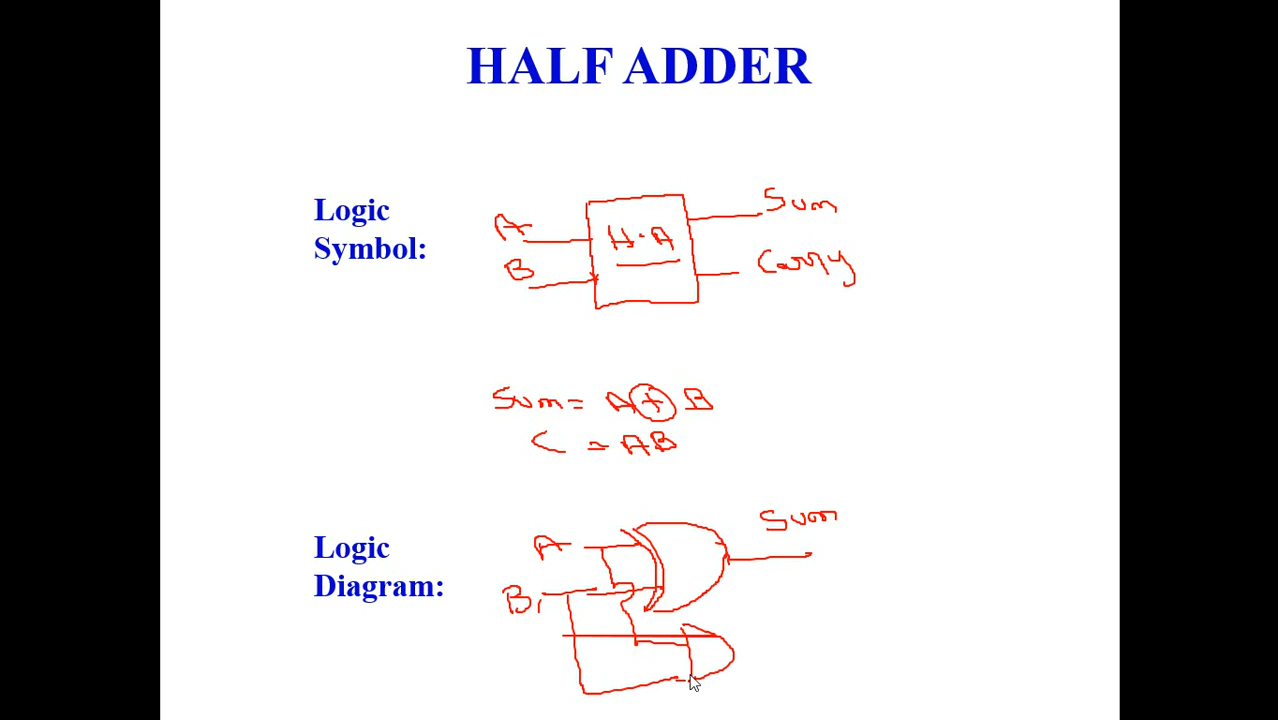 HALF ADDER
Logic
Symbol:
A
B
H.A
Sum
Carry
Sum = A ⊕ B
C = AB
Logic
Diagram:
A
B
Sum